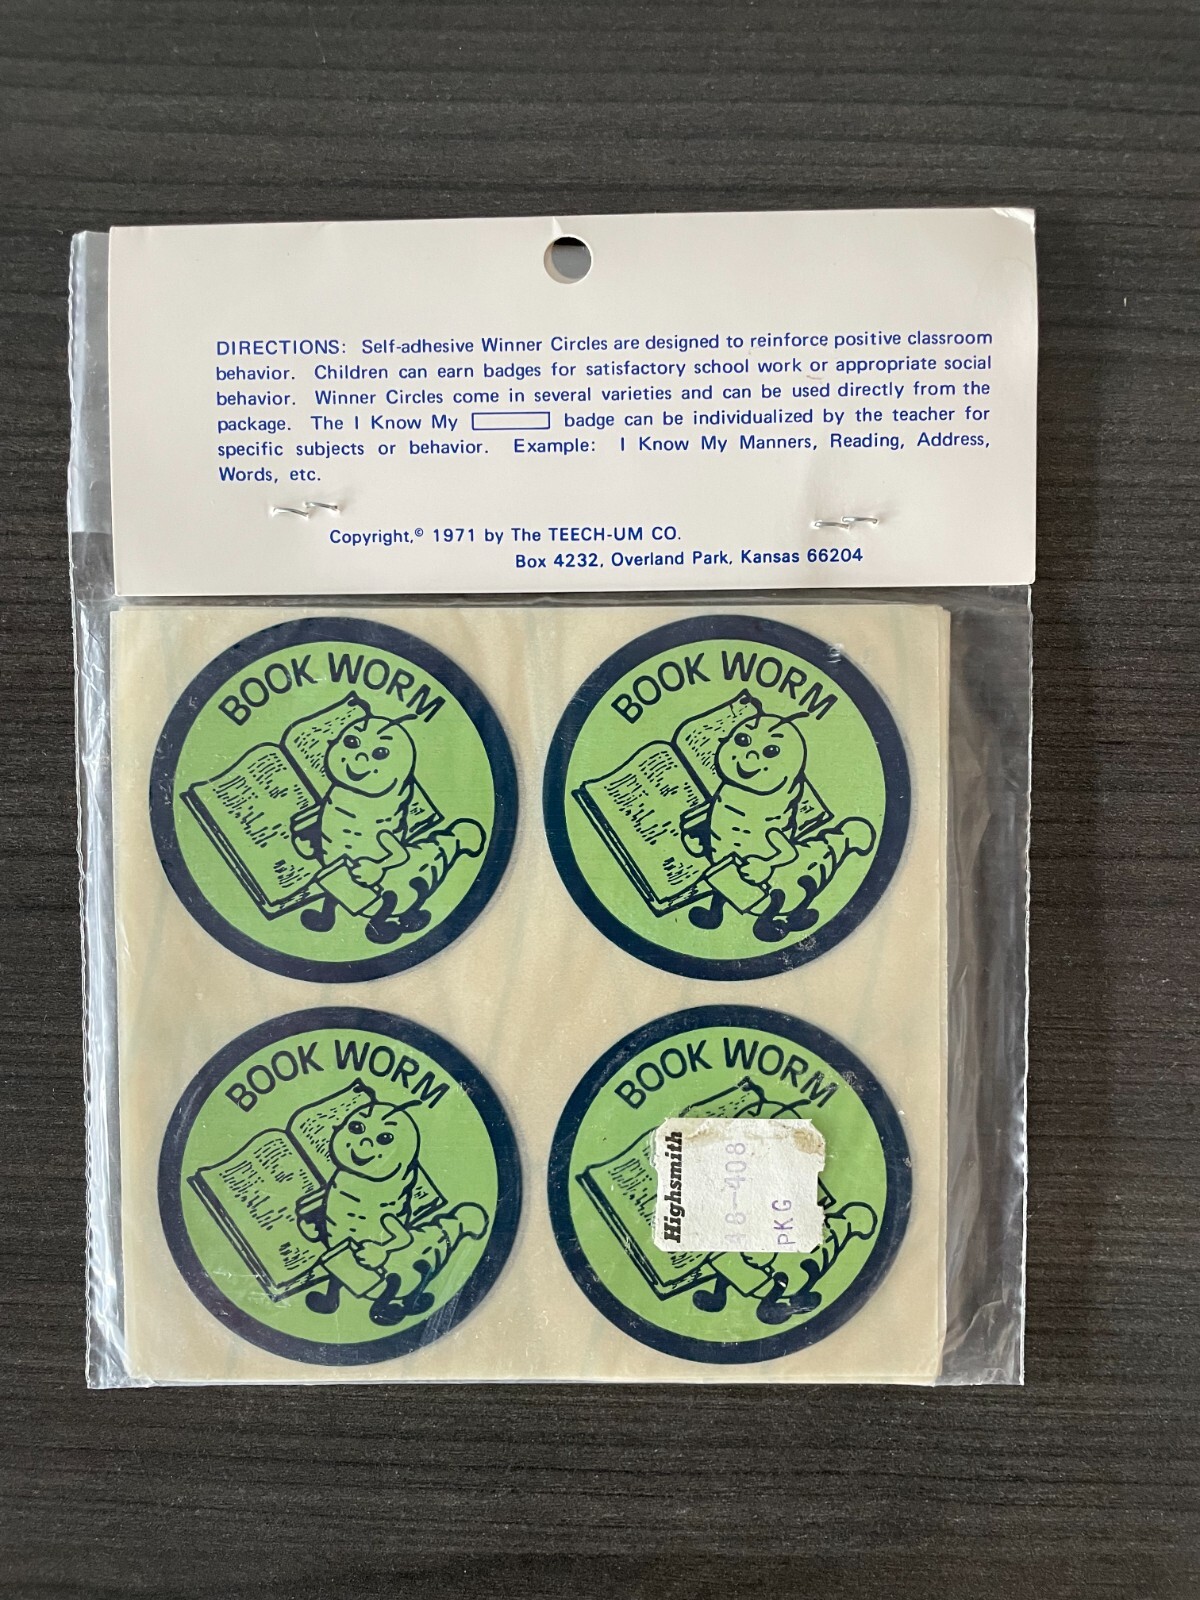 DIRECTIONS: Self-adhesive Winner Circles are designed to reinforce positive classroom
behavior. Children can earn badges for satisfactory school work or appropriate social
behavior. Winner Circles come in several varieties and can be used directly from the
package. The I Know My badge can be individualized by the teacher for
specific subjects or behavior. Example: I Know My Manners, Reading, Address,
Words, etc.
Copyright,© 1971 by The TEECH-UM CO.
Box 4232, Overland Park, Kansas 66204
BOOK WORM
BOOK WORM
BOOK WORM
BOOK WORM
Highsmith
PKG